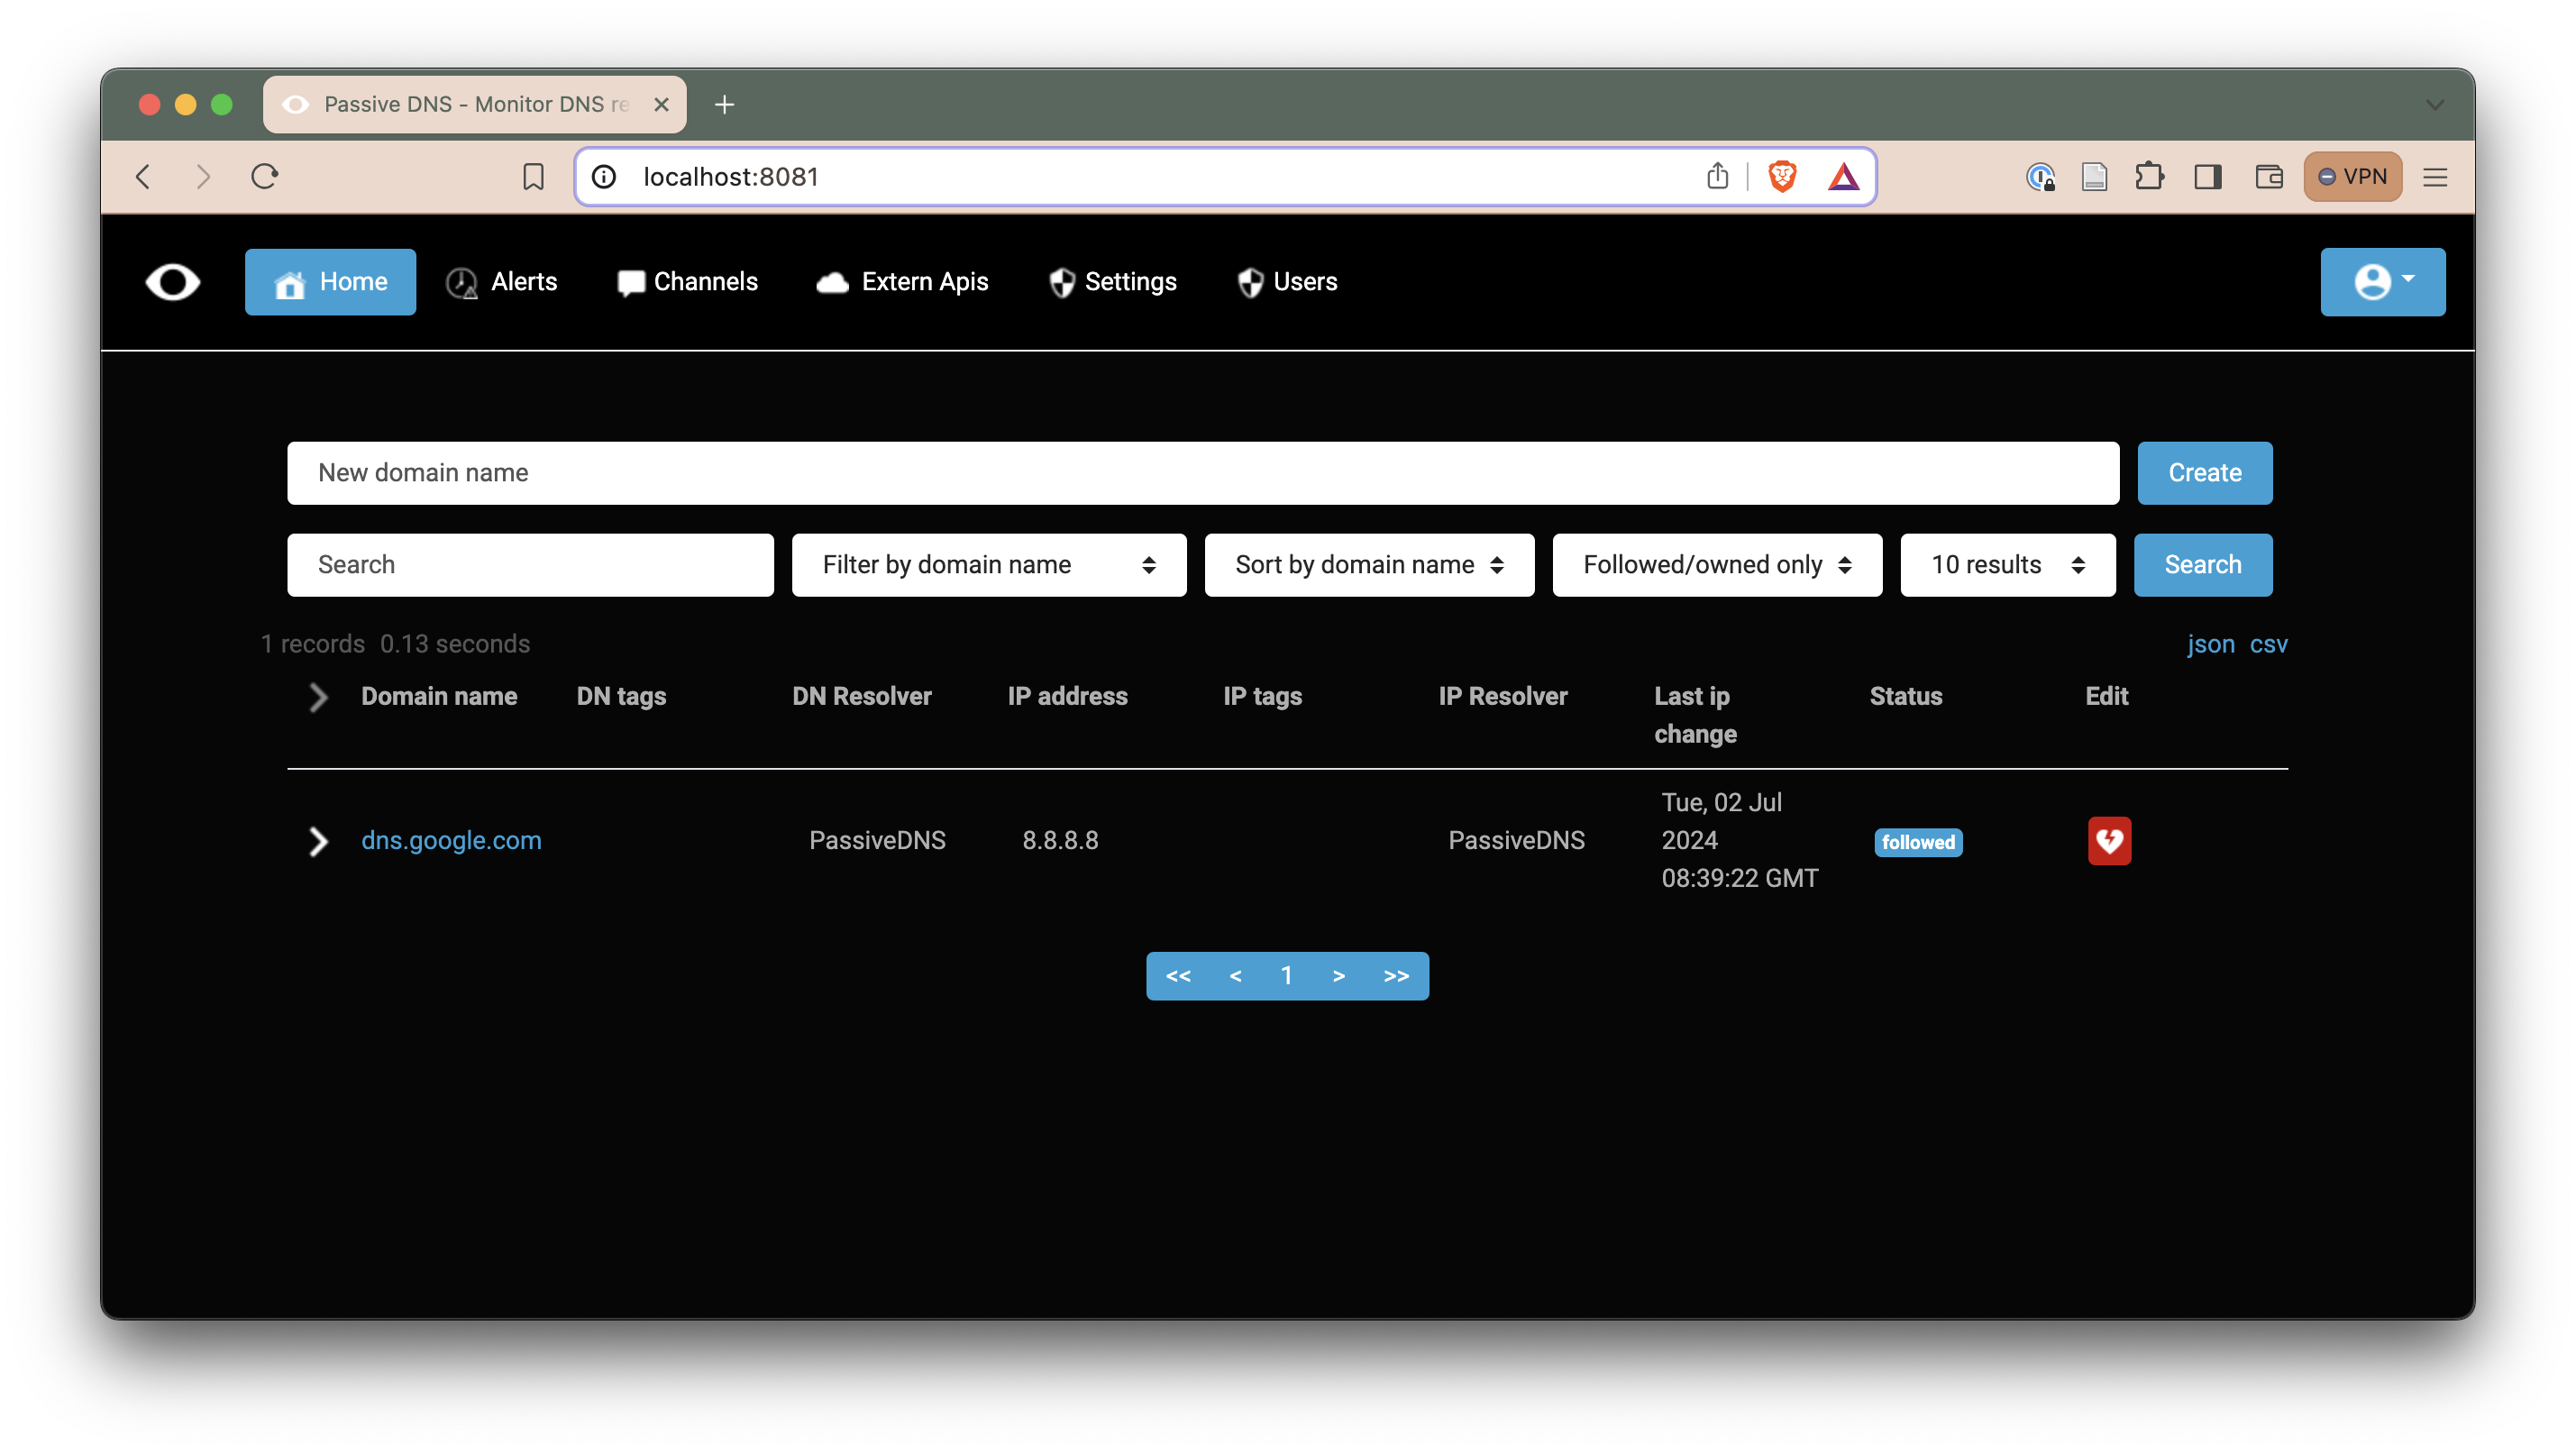 Passive DNS - Monitor DNS re
localhost:8081
VPN
Home Alerts Channels Extern Apis Settings Users
New domain name Create
Search Filter by domain name Sort by domain name Followed/owned only 10 results Search
1 records 0.13 seconds json csv
Domain name DN tags DN Resolver IP address IP tags IP Resolver Last ip change Status Edit
dns.google.com PassiveDNS 8.8.8.8 PassiveDNS Tue, 02 Jul 2024 08:39:22 GMT followed
<< < 1 > >>